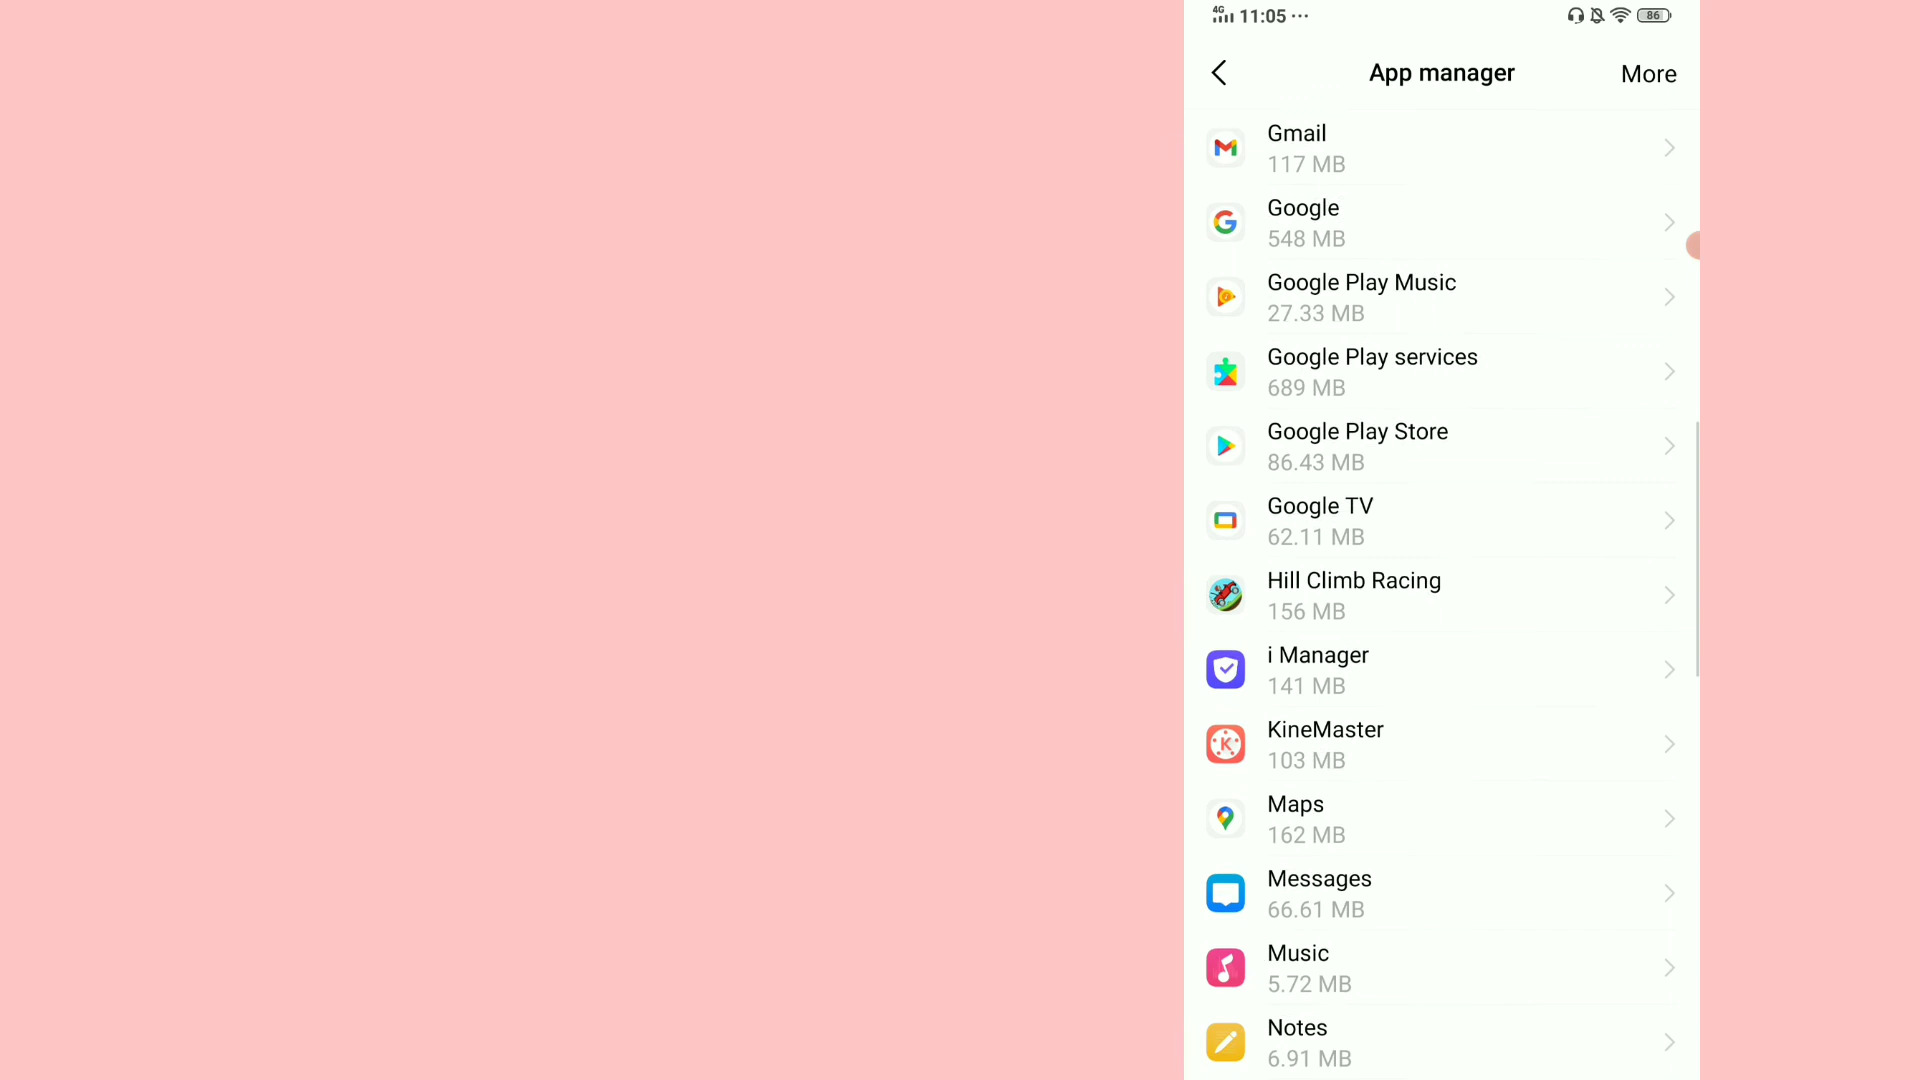 4G 11:05 ... 86
App manager More
Gmail
117 MB
Google
548 MB
Google Play Music
27.33 MB
Google Play services
689 MB
Google Play Store
86.43 MB
Google TV
62.11 MB
Hill Climb Racing
156 MB
i Manager
141 MB
KineMaster
103 MB
Maps
162 MB
Messages
66.61 MB
Music
5.72 MB
Notes
6.91 MB